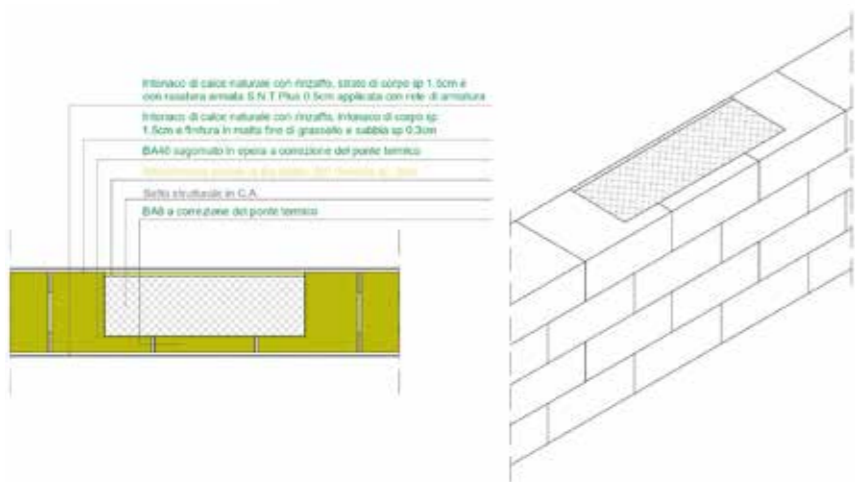 Intonaco di calce naturale con rinzaffo, strato di corpo sp 1.5cm e
con rasatura armata S.N.T. Plus 0.5cm applicata con rete di armatura
Intonaco di calce naturale con rinzaffo, intonaco di corpo sp
1.5cm e finitura in malta fine di grassello e sabbia sp 0.3cm
BA40 sagomato in opera a correzione del ponte termico
Setto strutturale in C.A.
BA8 a correzione del ponte termico